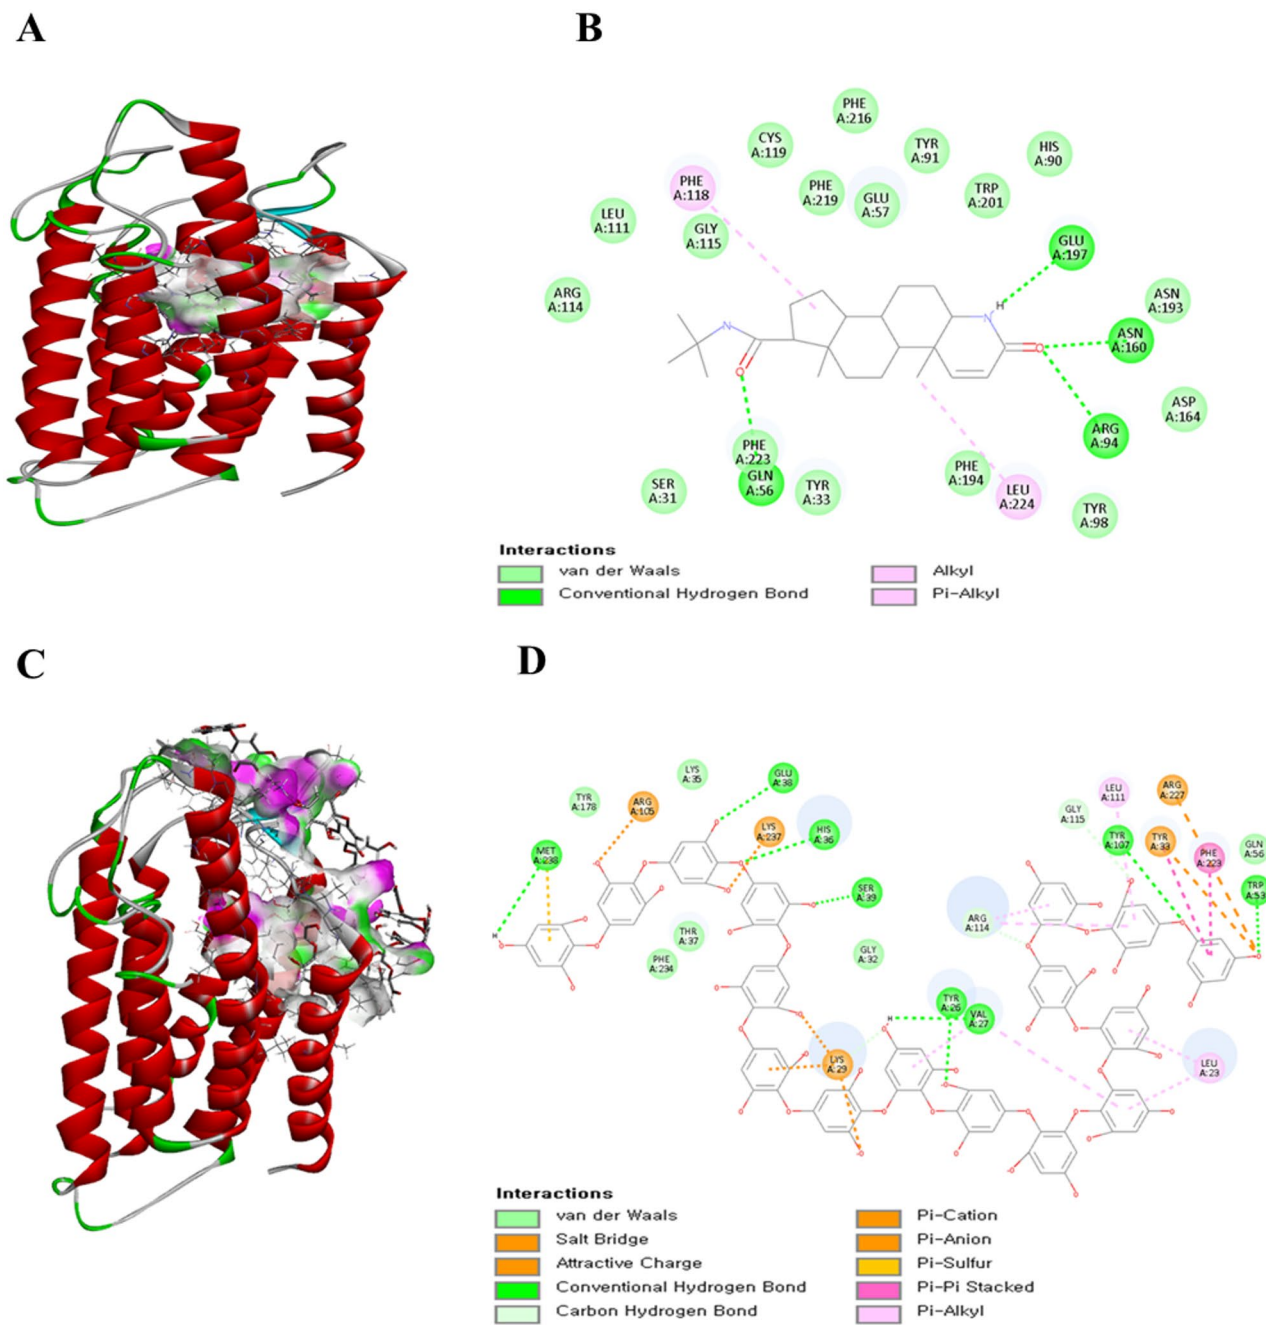 A
B
PHE
A:216
CYS
A:119
TYR
A:91
HIS
A:90
PHE
A:118
PHE
A:219
GLU
A:57
TRP
A:201
LEU
A:111
GLY
A:115
GLU
A:197
ARG
A:114
ASN
A:193
H
N
N
O
O
ASN
A:160
ASP
A:164
ARG
A:94
PHE
A:223
GLN
A:56
SER
A:31
TYR
A:33
PHE
A:194
LEU
A:224
TYR
A:98
Interactions
van der Waals
Conventional Hydrogen Bond
Alkyl
Pi-Alkyl
C
D
LYS
A:35
GLU
A:38
TYR
A:178
ARG
A:105
LYS
A:237
HIS
A:36
MET
A:238
SER
A:39
THR
A:37
PHE
A:234
GLY
A:32
LEU
A:111
ARG
A:227
GLY
A:115
TYR
A:107
TYR
A:33
PHE
A:223
GLN
A:56
TRP
A:53
ARG
A:114
H
H
TYR
A:26
VAL
A:27
LYS
A:29
LEU
A:23
Interactions
van der Waals
Salt Bridge
Attractive Charge
Conventional Hydrogen Bond
Carbon Hydrogen Bond
Pi-Cation
Pi-Anion
Pi-Sulfur
Pi-Pi Stacked
Pi-Alkyl